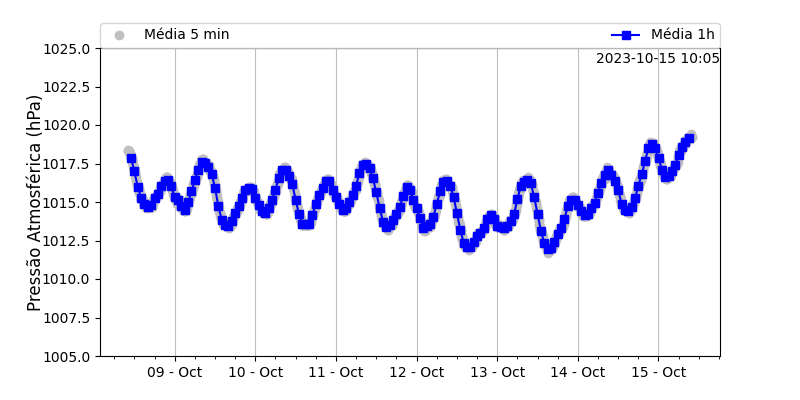 Média 5 min
Média 1h
2023-10-15 10:05
Pressão Atmosférica (hPa)
1025.0
1022.5
1020.0
1017.5
1015.0
1012.5
1010.0
1007.5
1005.0
09 - Oct
10 - Oct
11 - Oct
12 - Oct
13 - Oct
14 - Oct
15 - Oct